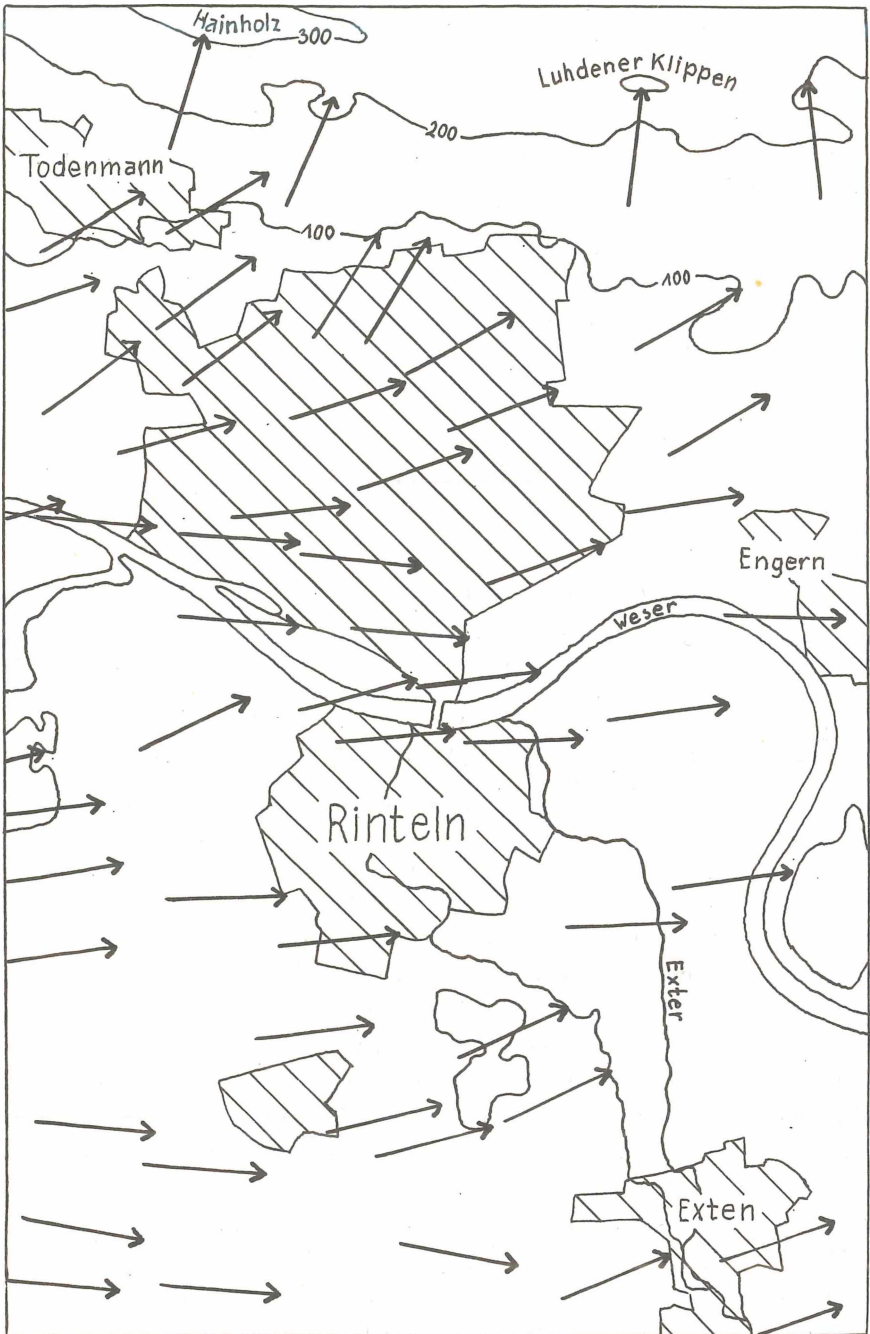 Hainholz
300
Luhdener Klippen
200
Todenmann
100
100
Engern
Weser
Rinteln
Exter
Exten